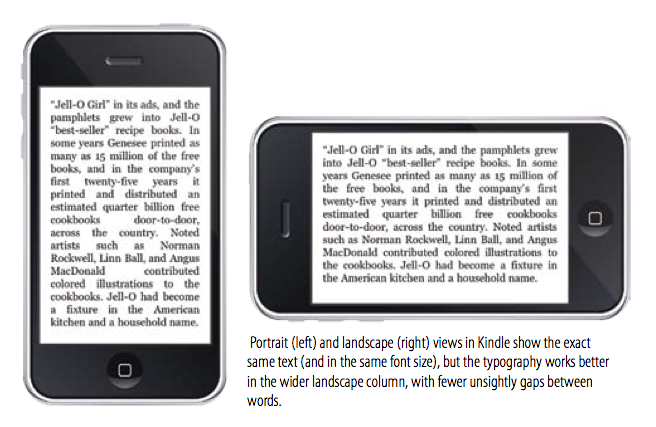 "Jell-O Girl" in its ads, and the
pamphlets grew into Jell-O
"best-seller" recipe books. In
some years Genesee printed as
many as 15 million of the free
books, and in the company's
first twenty-five years it
printed and distributed an
estimated quarter billion free
cookbooks door-to-door,
across the country. Noted
artists such as Norman
Rockwell, Linn Ball, and Angus
MacDonald contributed
colored illustrations to the
cookbooks. Jell-O had become
a fixture in the American
kitchen and a household name.
"Jell-O Girl" in its ads, and the pamphlets grew
into Jell-O "best-seller" recipe books. In some
years Genesee printed as many as 15 million of
the free books, and in the company's first
twenty-five years it printed and distributed an
estimated quarter billion free cookbooks
door-to-door, across the country. Noted artists
such as Norman Rockwell, Linn Ball, and Angus
MacDonald contributed colored illustrations to
the cookbooks. Jell-O had become a fixture in
the American kitchen and a household name.
Portrait (left) and landscape (right) views in Kindle show the exact
same text (and in the same font size), but the typography works better
in the wider landscape column, with fewer unsightly gaps between
words.